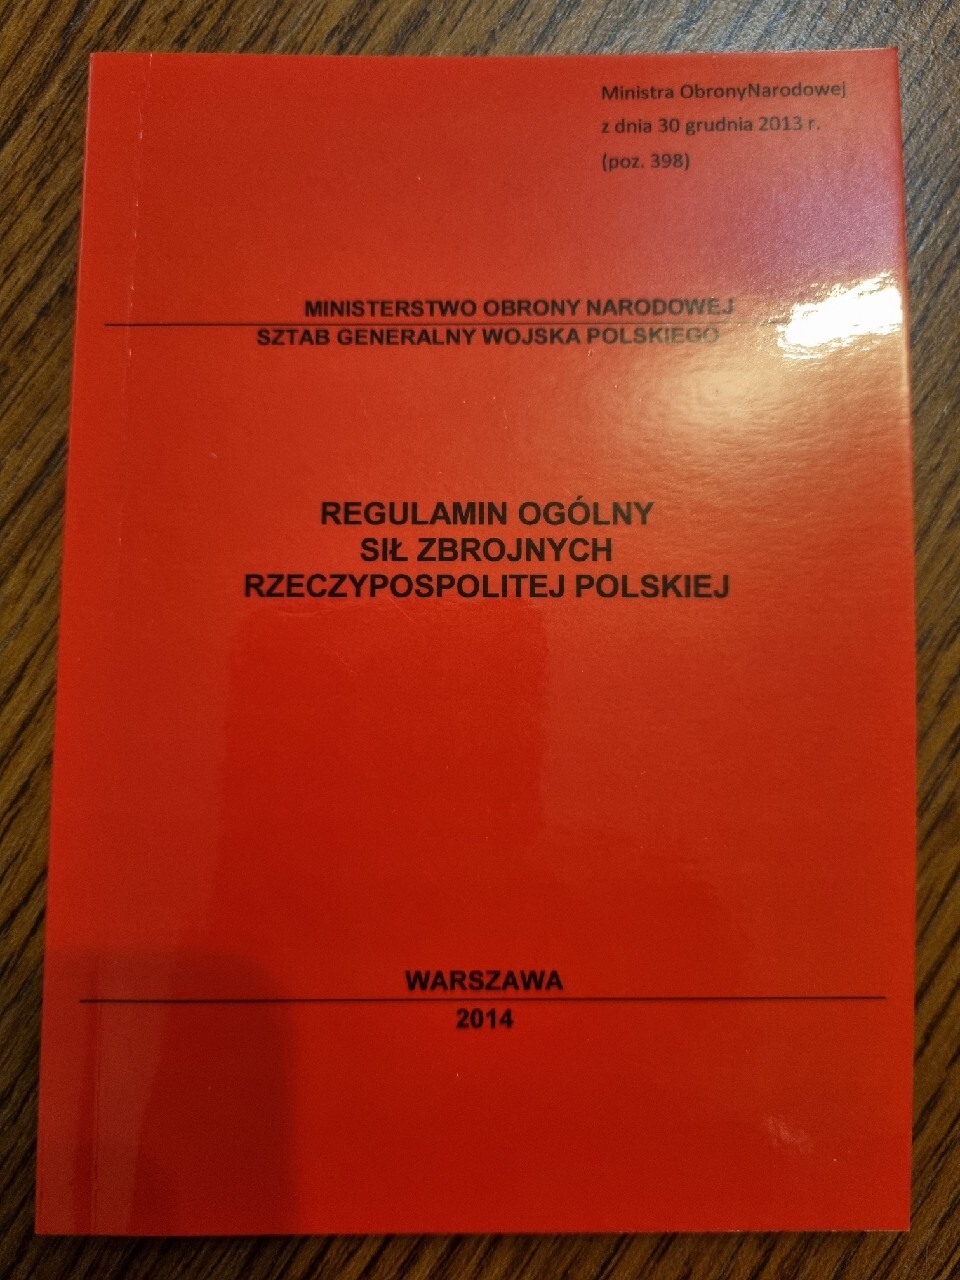 Ministra ObronyNarodowej
z dnia 30 grudnia 2013 r.
(poz. 398)
MINISTERSTWO OBRONY NARODOWEJ
SZTAB GENERALNY WOJSKA POLSKIEGO
REGULAMIN OGÓLNY
SIŁ ZBROJNYCH
RZECZYPOSPOLITEJ POLSKIEJ
WARSZAWA
2014